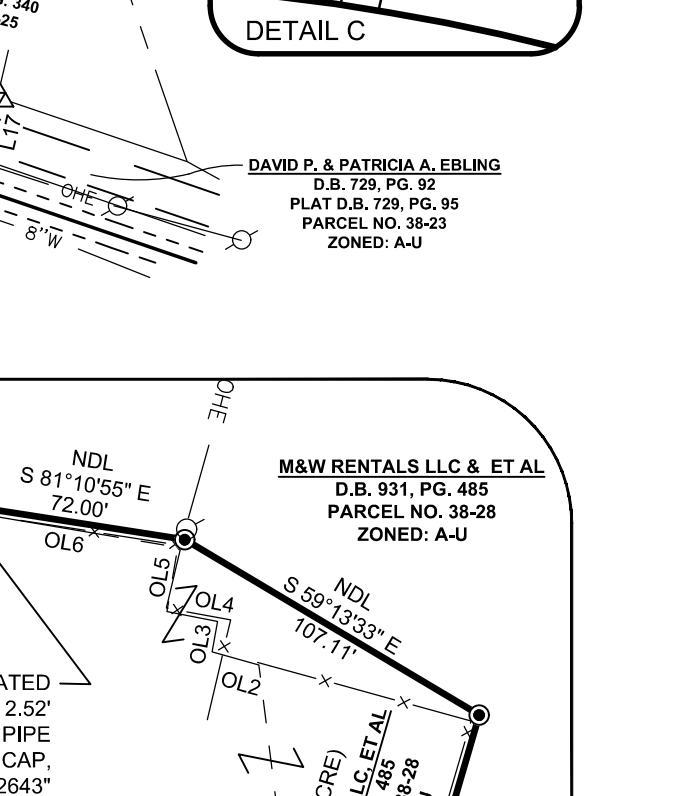 . 340
-25
DETAIL C
L17
DAVID P. & PATRICIA A. EBLING
D.B. 729, PG. 92
PLAT D.B. 729, PG. 95
PARCEL NO. 38-23
ZONED: A-U
OHE
8"W
OHE
NDL
S 81°10'55" E
72.00'
M&W RENTALS LLC & ET AL
D.B. 931, PG. 485
PARCEL NO. 38-28
ZONED: A-U
OL6
OL5
OL4
OL3
OL2
NDL
S 59°13'33" E
107.11'
ATED
2.52'
PIPE
CAP,
2643"
CRE)
LC, ET AL
485
8-28